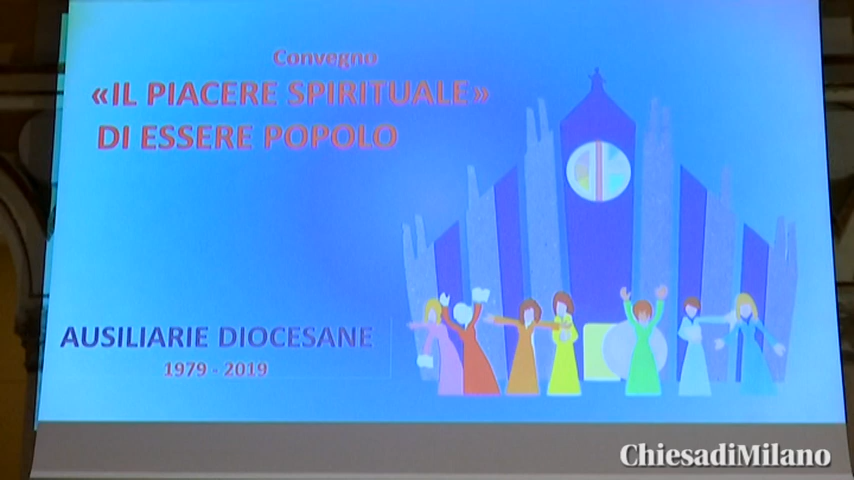 Convegno
«IL PIACERE SPIRITUALE»
DI ESSERE POPOLO
AUSILIARIE DIOCESANE
1979 - 2019
ChiesadiMilano